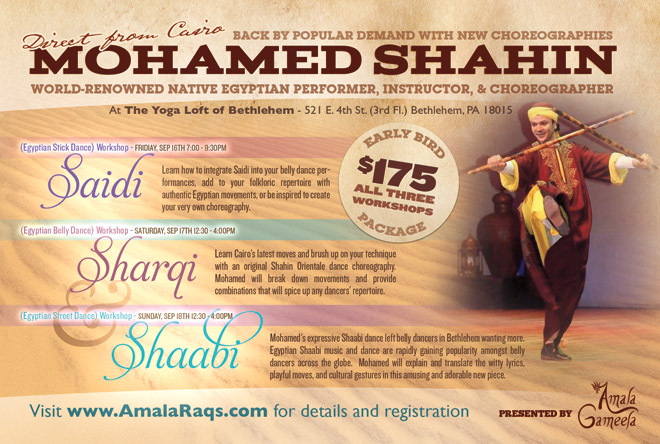 Direct from Cairo BACK BY POPULAR DEMAND WITH NEW CHOREOGRAPHIES
MOHAMED SHAHIN
WORLD-RENOWNED NATIVE EGYPTIAN PERFORMER, INSTRUCTOR, & CHOREOGRAPHER
At The Yoga Loft of Bethlehem - 521 E. 4th St. (3rd Fl.) Bethlehem, PA 18015
EARLY BIRD
$175
ALL THREE
WORKSHOPS
PACKAGE
(Egyptian Stick Dance) Workshop - FRIDAY, SEP 16TH 7:00 - 9:30PM
Saidi
Learn how to integrate Saidi into your belly dance per-
formances, add to your folkloric repertoire with
authentic Egyptian movements, or be inspired to create
your very own choreography.
(Egyptian Belly Dance) Workshop - SATURDAY, SEP 17TH 12:30 - 4:00PM
Sharqi
Learn Cairo's latest moves and brush up on your technique
with an original Shahin Orientale dance choreography.
Mohamed will break down movements and provide
combinations that will spice up any dancers' repertoire.
&
(Egyptian Street Dance) Workshop - SUNDAY, SEP 18TH 12:30 - 4:00PM
Shaabi
Mohamed's expressive Shaabi dance left belly dancers in Bethlehem wanting more.
Egyptian Shaabi music and dance are rapidly gaining popularity amongst belly
dancers across the globe. Mohamed will explain and translate the witty lyrics,
playful moves, and cultural gestures in this amusing and adorable new piece.
Visit www.AmalaRaqs.com for details and registration
PRESENTED BY Amala
Gameela